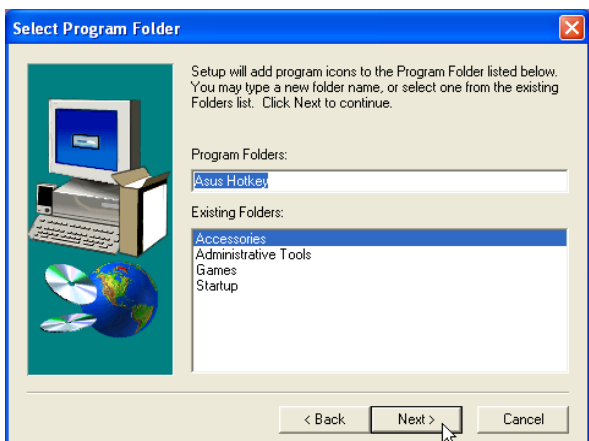 Select Program Folder
Setup will add program icons to the Program Folder listed below.
You may type a new folder name, or select one from the existing
Folders list. Click Next to continue.
Program Folders:
Asus Hotkey
Existing Folders:
Accessories
Administrative Tools
Games
Startup
< Back
Next >
Cancel